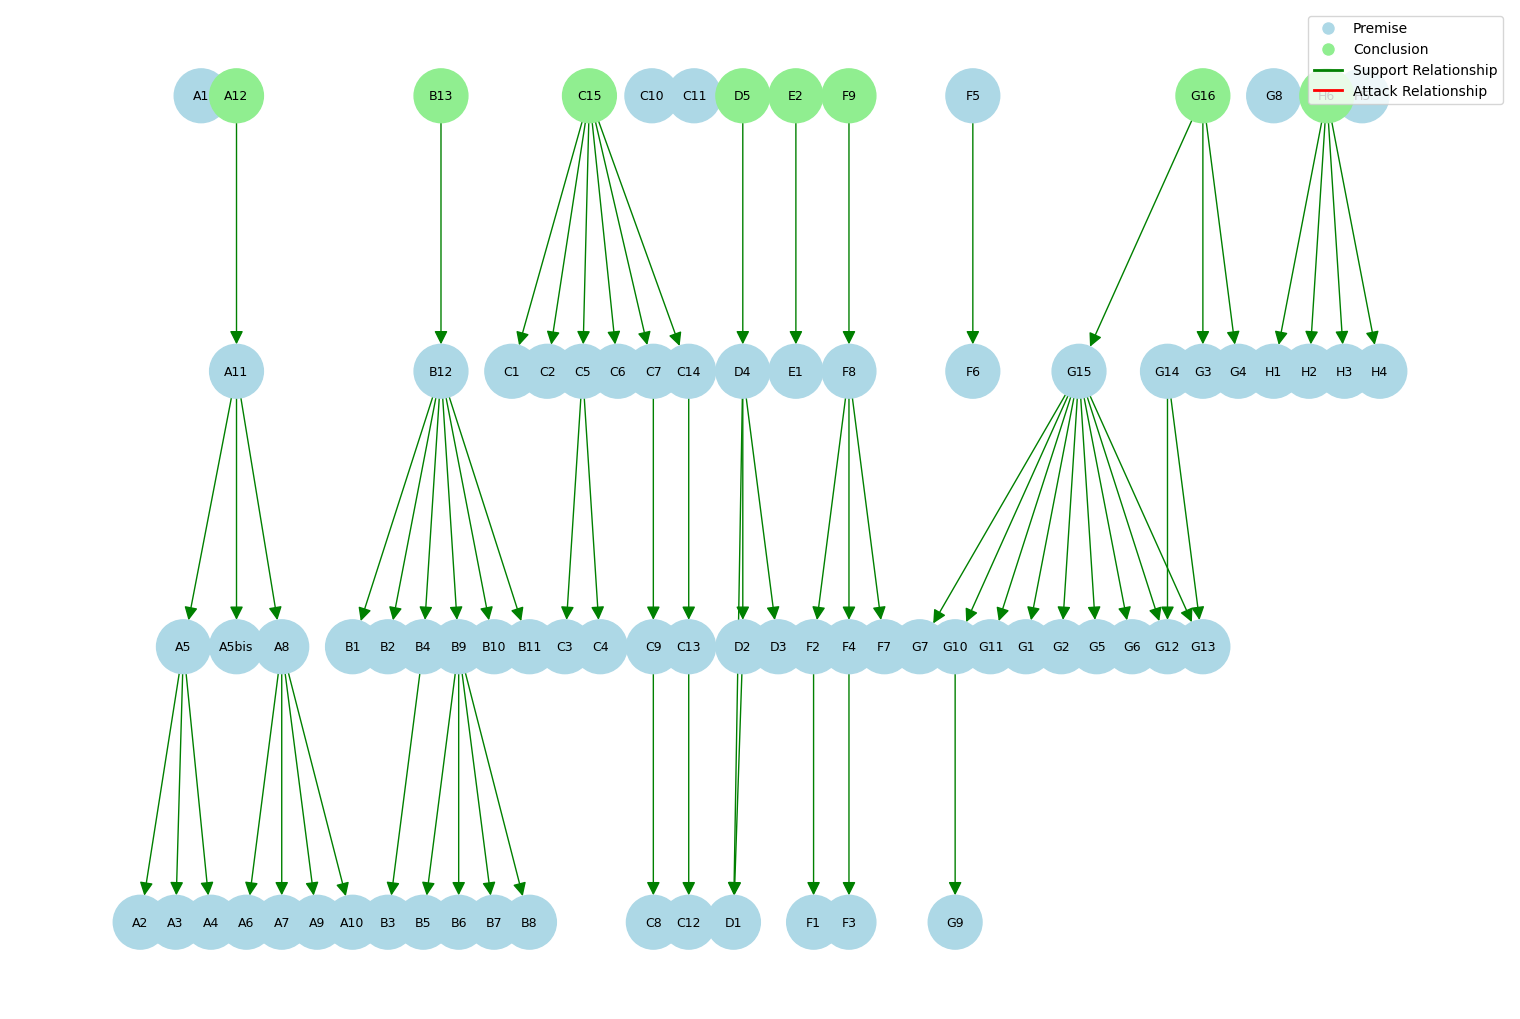 Premise
Conclusion
Support Relationship
Attack Relationship
A1 A12 B13 C15 C10 C11 D5 E2 F9 F5 G16 G8 H6
A11 B12 C1 C2 C5 C6 C7 C14 D4 E1 F8 F6 G15 G14 G3 G4 H1 H2 H3 H4
A5 A5bis A8 B1 B2 B4 B9 B10 B11 C3 C4 C9 C13 D2 D3 F2 F4 F7 G7 G10 G11 G1 G2 G5 G6 G12 G13
A2 A3 A4 A6 A7 A9 A10 B3 B5 B6 B7 B8 C8 C12 D1 F1 F3 G9